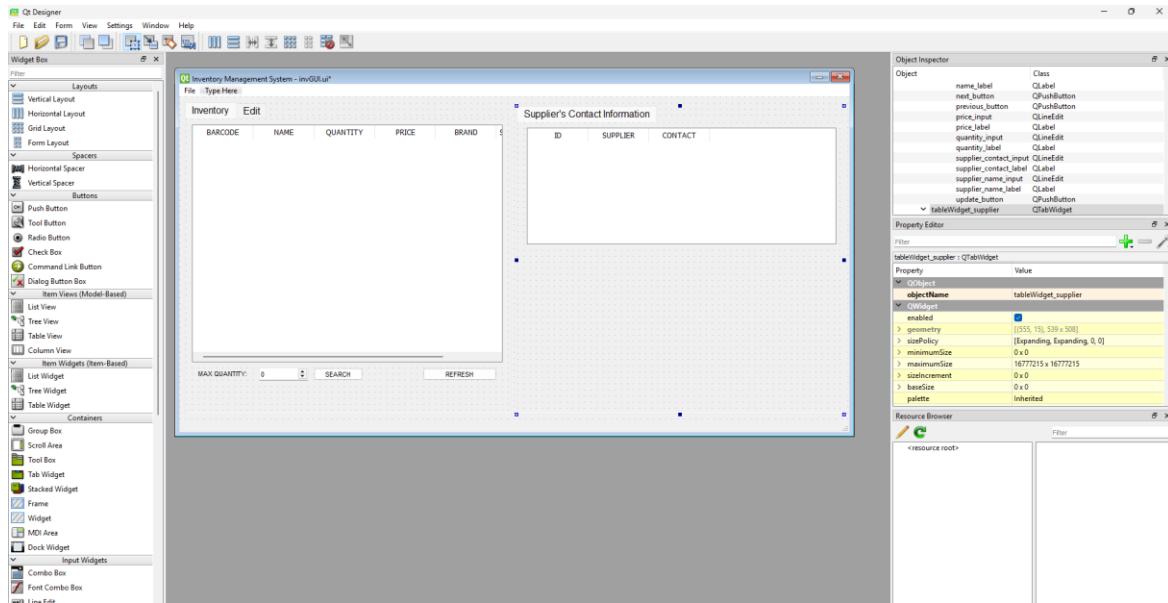 Qt Designer
File Edit Form View Settings Window Help
Widget Box
Filter
Layouts
Vertical Layout
Horizontal Layout
Grid Layout
Form Layout
Spacers
Horizontal Spacer
Vertical Spacer
Buttons
Push Button
Tool Button
Radio Button
Check Box
Command Link Button
Dialog Button Box
Item Views (Model-Based)
List View
Tree View
Table View
Column View
Item Widgets (Item-Based)
List Widget
Tree Widget
Table Widget
Containers
Group Box
Scroll Area
Tool Box
Tab Widget
Stacked Widget
Frame
Widget
MDI Area
Dock Widget
Input Widgets
Combo Box
Font Combo Box
Line Edit
Inventory Management System - invGUI.ui*
File Type Here
Inventory Edit
BARCODE NAME QUANTITY PRICE BRAND S
MAX QUANTITY: 0 SEARCH REFRESH
Supplier's Contact Information
ID SUPPLIER CONTACT
Object Inspector
Object Class
name_label QLabel
next_button QPushButton
previous_button QPushButton
price_input QLineEdit
price_label QLabel
quantity_input QLineEdit
quantity_label QLabel
supplier_contact_input QLineEdit
supplier_contact_label QLabel
supplier_name_input QLineEdit
supplier_name_label QLabel
update_button QPushButton
tableWidget_supplier QTabWidget
Property Editor
Filter
tableWidget_supplier : QTabWidget
Property Value
QObject
objectName tableWidget_supplier
QWidget
enabled
geometry [(555, 15), 539 x 508]
sizePolicy [Expanding, Expanding, 0, 0]
minimumSize 0 x 0
maximumSize 16777215 x 16777215
sizeIncrement 0 x 0
baseSize 0 x 0
palette Inherited
Resource Browser
Filter
<resource root>